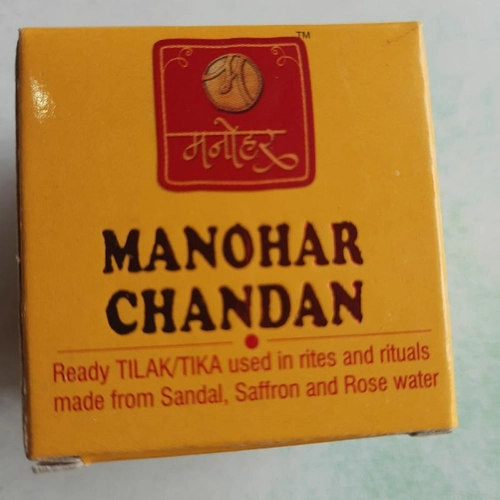 TM
म
मनोहर
MANOHAR
CHANDAN
Ready TILAK/TIKA used in rites and rituals
made from Sandal, Saffron and Rose water